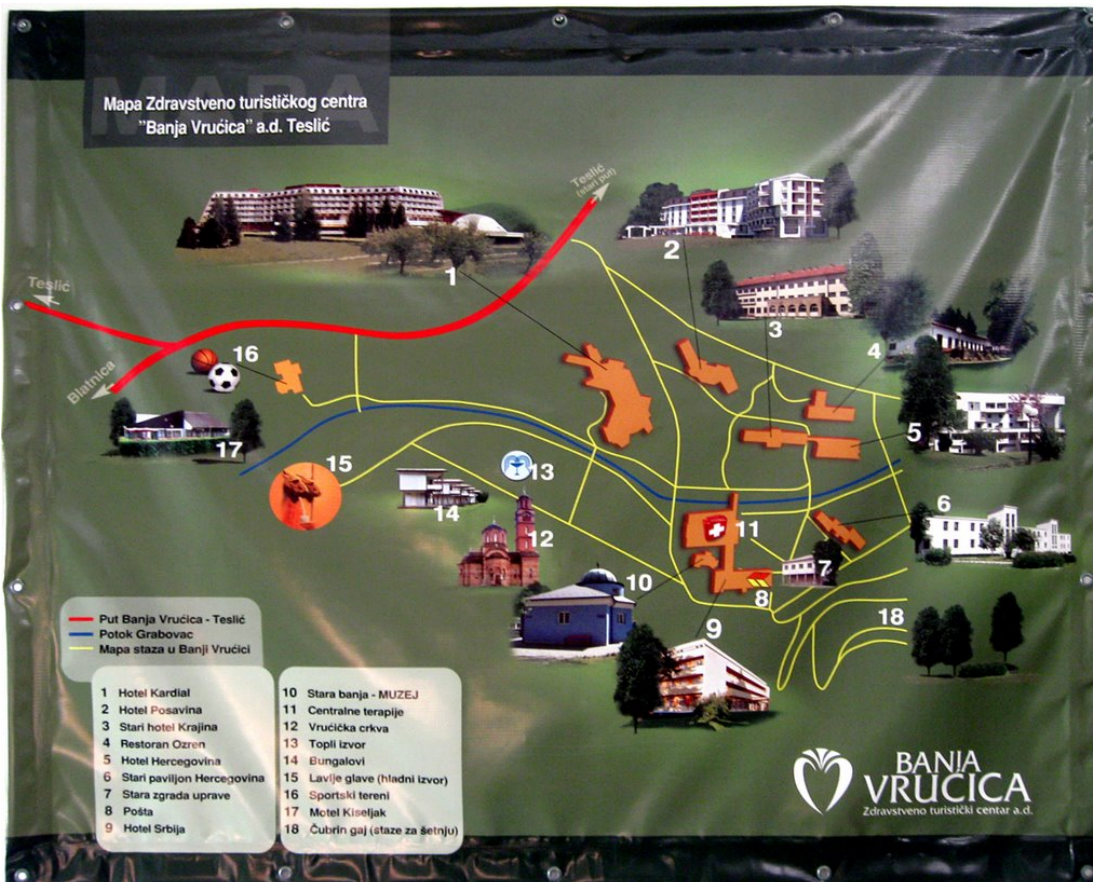 MAPA
Mapa Zdravstveno turističkog centra
"Banja Vrućica" a.d. Teslić
Teslić
(stari put)
Teslić
Blatnica
1
2
3
4
5
6
7
8
9
10
11
12
13
14
15
16
17
18
Put Banja Vrućica - Teslić
Potok Grabovac
Mapa staza u Banji Vrućici
1 Hotel Kardial
2 Hotel Posavina
3 Stari hotel Krajina
4 Restoran Ozren
5 Hotel Hercegovina
6 Stari paviljon Hercegovina
7 Stara zgrada uprave
8 Pošta
9 Hotel Srbija
10 Stara banja - MUZEJ
11 Centralne terapije
12 Vrućička crkva
13 Topli izvor
14 Bungalovi
15 Lavlje glave (hladni izvor)
16 Sportski tereni
17 Motel Kiseljak
18 Čubrin gaj (staze za šetnju)
BANJA
VRUĆICA
Zdravstveno turistički centar a.d.